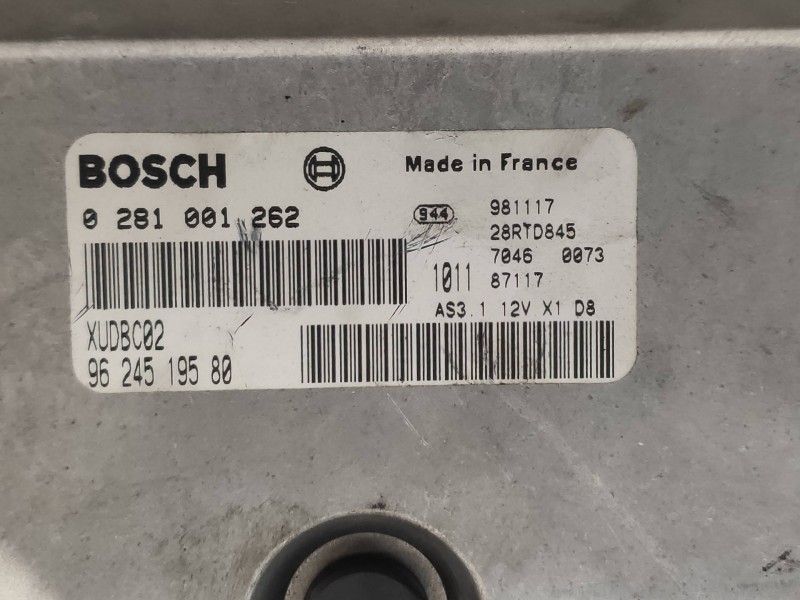 BOSCH Made in France
0 281 001 262
944 981117
28RTD845
7046 0073
1011 87117
AS3.1 12V X1 D8
XUDBC02
96 245 195 80